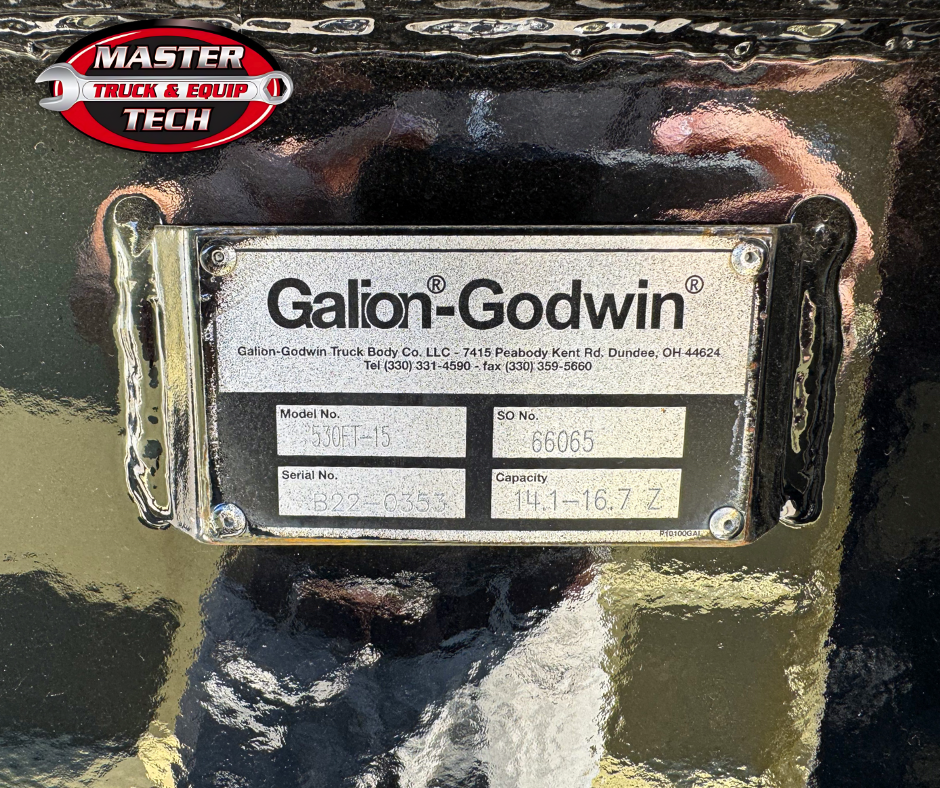 MASTER
TRUCK & EQUIP
TECH
Galion®-Godwin®
Galion-Godwin Truck Body Co. LLC - 7415 Peabody Kent Rd. Dundee, OH 44624
Tel (330) 331-4590 - fax (330) 359-5660
Model No.
530FT-15
SO No.
66065
Serial No.
B22-0353
Capacity
14.1-16.7 Z
P10100GAL